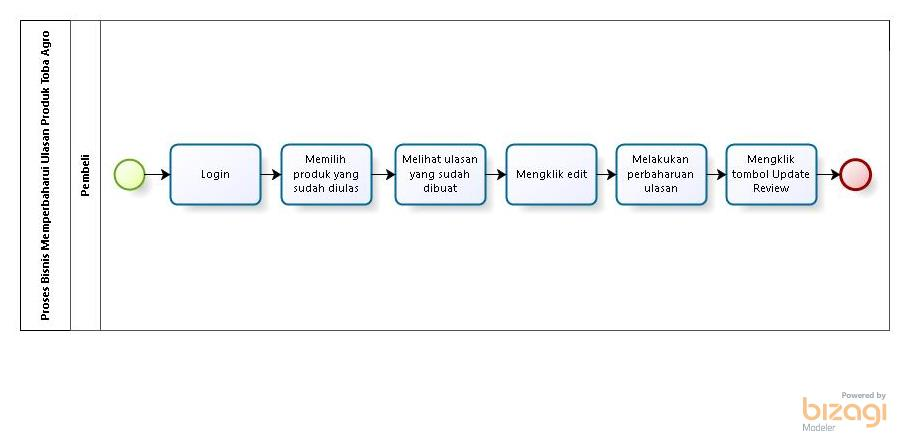 Proses Bisnis Memperbaharui Ulasan Produk Toba Agro
Pembeli
Login
Memilih
produk yang
sudah diulas
Melihat ulasan
yang sudah
dibuat
Mengklik edit
Melakukan
perbaharuan
ulasan
Mengklik
tombol Update
Review
Powered by
bizagi
Modeler